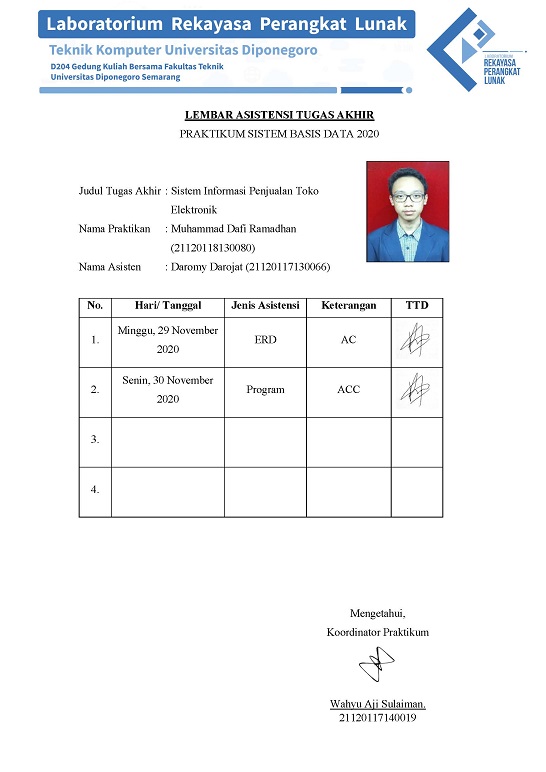 Laboratorium Rekayasa Perangkat Lunak
Teknik Komputer Universitas Diponegoro
D204 Gedung Kuliah Bersama Fakultas Teknik
Universitas Diponegoro Semarang
LABORATORIUM
REKAYASA
PERANGKAT
LUNAK
LEMBAR ASISTENSI TUGAS AKHIR
PRAKTIKUM SISTEM BASIS DATA 2020
Judul Tugas Akhir : Sistem Informasi Penjualan Toko
Elektronik
Nama Praktikan : Muhammad Dafi Ramadhan
(21120118130080)
Nama Asisten : Daromy Darojat (21120117130066)
No. Hari/ Tanggal Jenis Asistensi Keterangan TTD
1. Minggu, 29 November 2020 ERD AC
2. Senin, 30 November 2020 Program ACC
3.
4.
Mengetahui,
Koordinator Praktikum
Wahyu Aji Sulaiman.
21120117140019